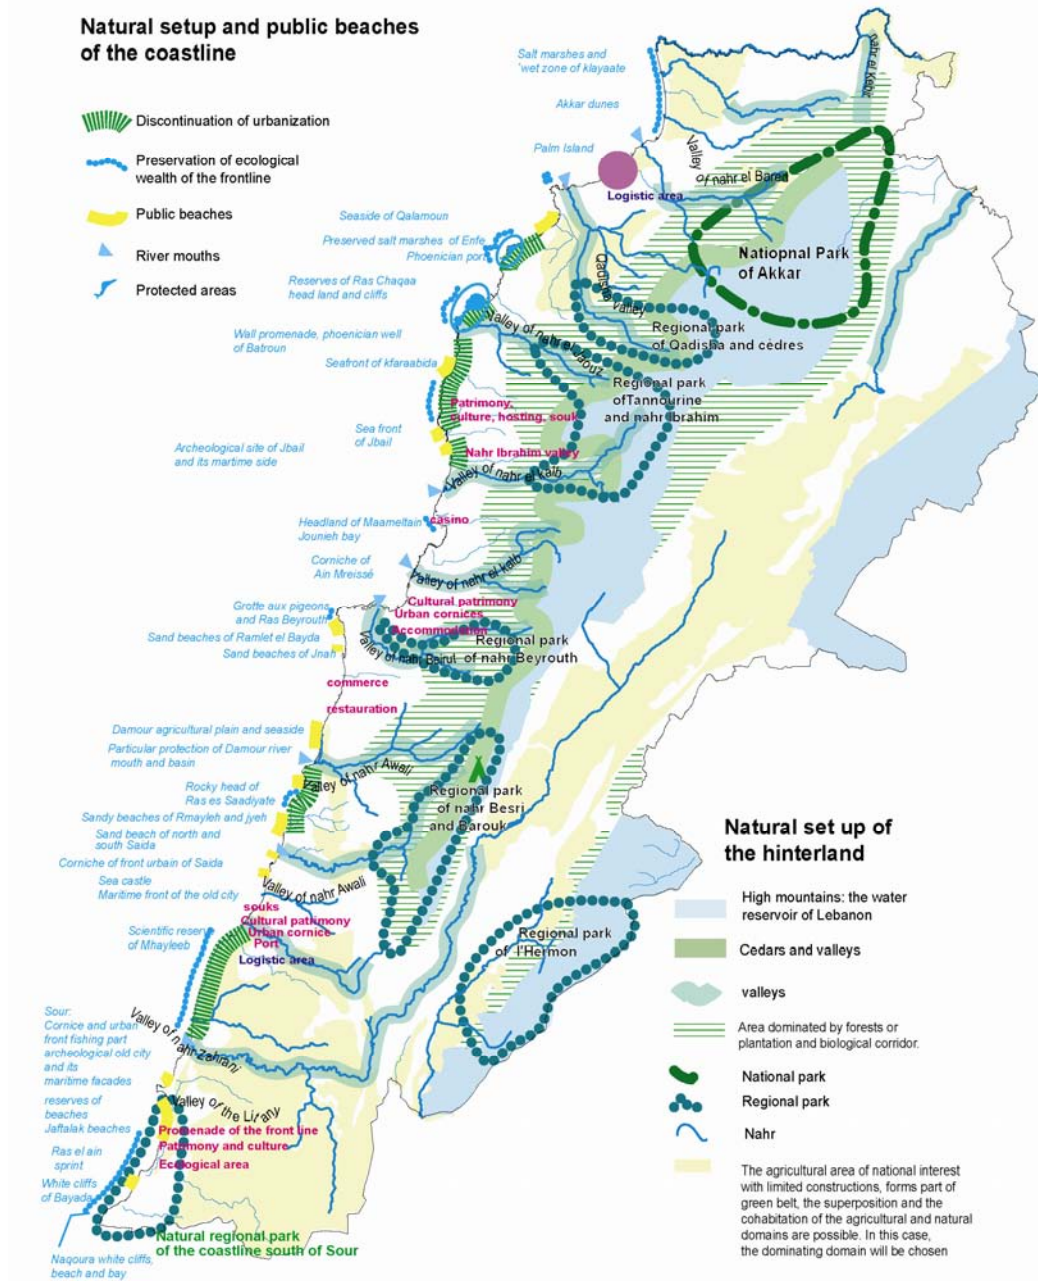 Natural setup and public beaches
of the coastline
Discontinuation of urbanization
Preservation of ecological
wealth of the frontline
Public beaches
River mouths
Protected areas
Salt marshes and
'wet zone of klayaate
Akkar dunes
Palm Island
nahr el Kebir
Valley
of nahr el Bared
Logistic area
Seaside of Qalamoun
Preserved salt marshes of Enfe
Phoenician port
Natiopnal Park
of Akkar
Qadisha valley
Reserves of Ras Chaqaa
head land and cliffs
Valley of nahr el Jaouz
Regional park
of Qadisha and cèdres
Wall promenade, phoenician well
of Batroun
Seafront of kfaraabida
Regional park
ofTannourine
and nahr Ibrahim
Patrimony,
culture, hosting, souk
Sea front
of Jbail
Archeological site of Jbail
and its martime side
Nahr Ibrahim valley
Valley of nahr el kalb
Headland of Maameltain
Jounieh bay
casino
Corniche of
Ain Mreissé
Valley of nahr el kalb
Grotte aux pigeons
and Ras Beyrouth
Cultural patrimony
Urban cornices
Accommodation
Sand beaches of Ramlet el Bayda
Sand beaches of Jnah
Valley of nahr Beirut
Regional park
of nahr Beyrouth
commerce
restauration
Damour agricultural plain and seaside
Particular protection of Damour river
mouth and basin
Valley of nahr Awali
Rocky head of
Ras es Saadiyate
Regional park
of nahr Besri
and Barouk
Sandy beaches of Rmayleh and jyeh
Sand beach of north and
south Saida
Corniche of front urbain of Saida
Sea castle
Maritime front of the old city
Valley of nahr Awali
souks
Cultural patrimony
Urban cornice
Port
Logistic area
Scientific reserv
of Mhayleeb
Regional park
of l'Hermon
Sour:
Cornice and urban
front fishing part
archeological old city
and its
maritime facades
Valley of nahr Zahrani
reserves of
beaches
Jaftalak beaches
Valley of the Litany
Promenade of the front line
Patrimony and culture
Ecological area
Ras el ain
sprint
White cliffs
of Bayada
Natural regional park
of the coastline south of Sour
Naqoura white cliffs,
beach and bay
Natural set up of
the hinterland
High mountains: the water
reservoir of Lebanon
Cedars and valleys
valleys
Area dominated by forests or
plantation and biological corridor.
National park
Regional park
Nahr
The agricultural area of national interest
with limited constructions, forms part of
green belt, the superposition and the
cohabitation of the agricultural and natural
domains are possible. In this case,
the dominating domain will be chosen